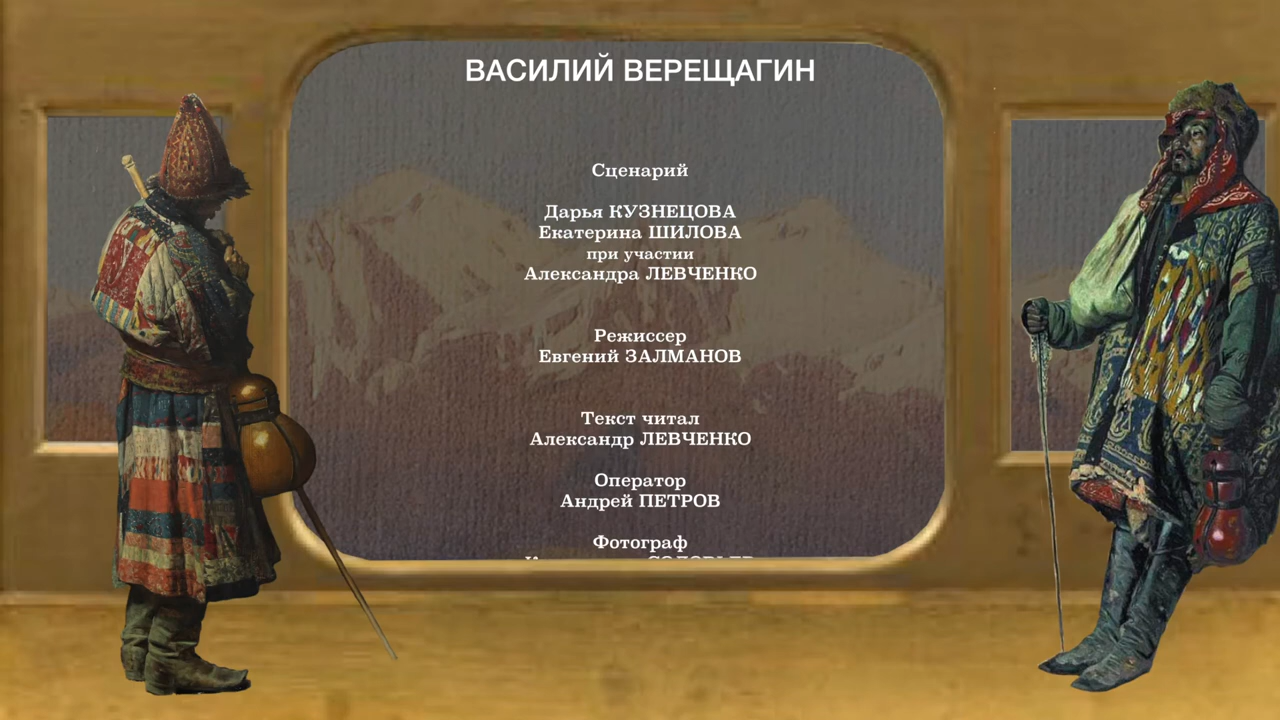 ВАСИЛИЙ ВЕРЕЩАГИН
Сценарий
Дарья КУЗНЕЦОВА
Екатерина ШИЛОВА
при участии
Александра ЛЕВЧЕНКО
Режиссер
Евгений ЗАЛМАНОВ
Текст читал
Александр ЛЕВЧЕНКО
Оператор
Андрей ПЕТРОВ
Фотограф